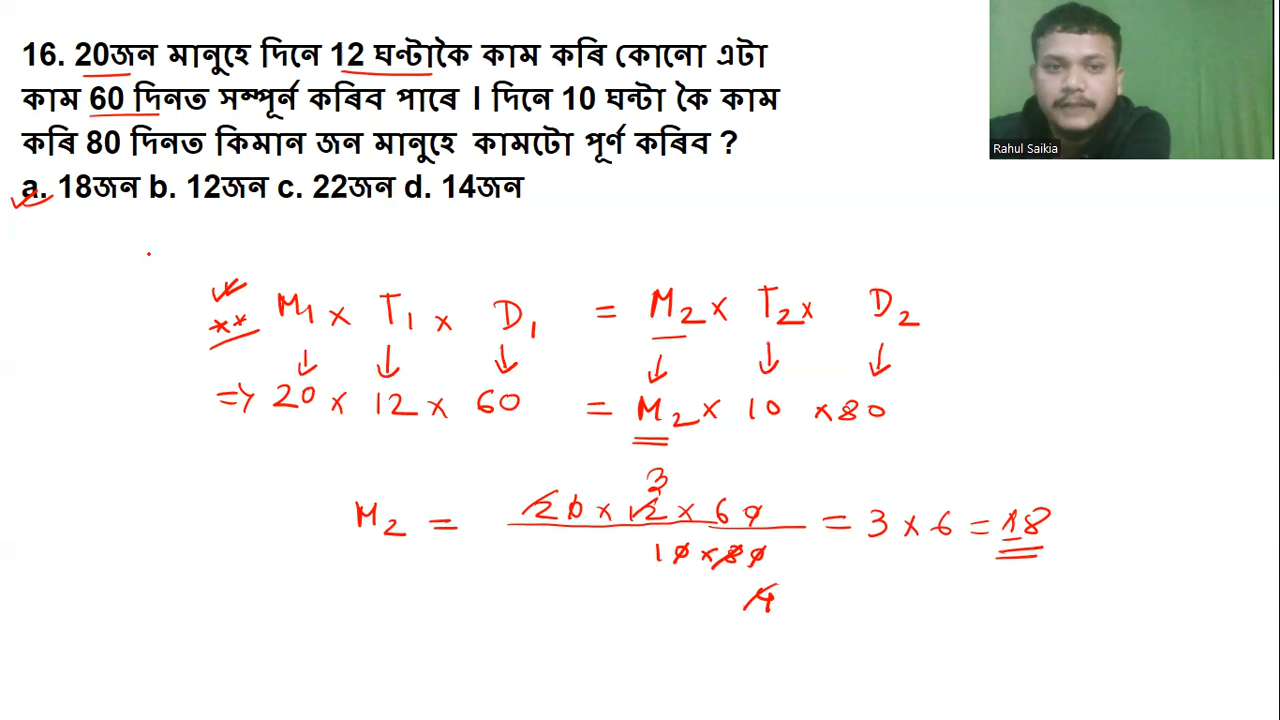 16. 20জন মানুহে দিনে 12 ঘণ্টাকৈ কাম কৰি কোনো এটা
কাম 60 দিনত সম্পূৰ্ন কৰিব পাৰে । দিনে 10 ঘন্টা কৈ কাম
কৰি 80 দিনত কিমান জন মানুহে কামটো পূৰ্ণ কৰিব ?
a. 18জন b. 12জন c. 22জন d. 14জন
Rahul Saikia
** M1 × T1 × D1 = M2 × T2 × D2
=> 20 × 12 × 60 = M2 × 10 × 80
3
M2 = 20 × 12 × 60 = 3 × 6 = 18
10 × 80
4